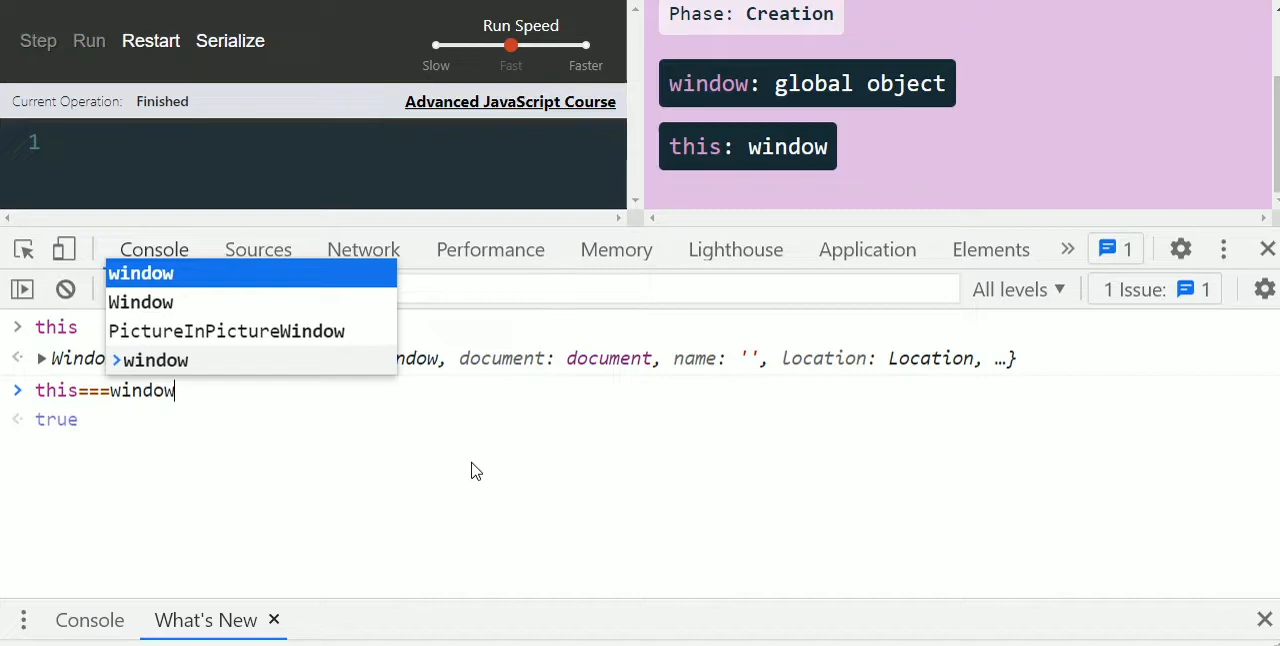 Step Run Restart Serialize
Run Speed
Slow Fast Faster
Current Operation: Finished
Advanced JavaScript Course
1
Phase: Creation
window: global object
this: window
Console Sources Network Performance Memory Lighthouse Application Elements » 1
All levels ▼ 1 Issue: 1
window
Window
PictureInPictureWindow
>window
> this
document: document, name: '', location: Location, …}
> this===window
true
Console What's New ×